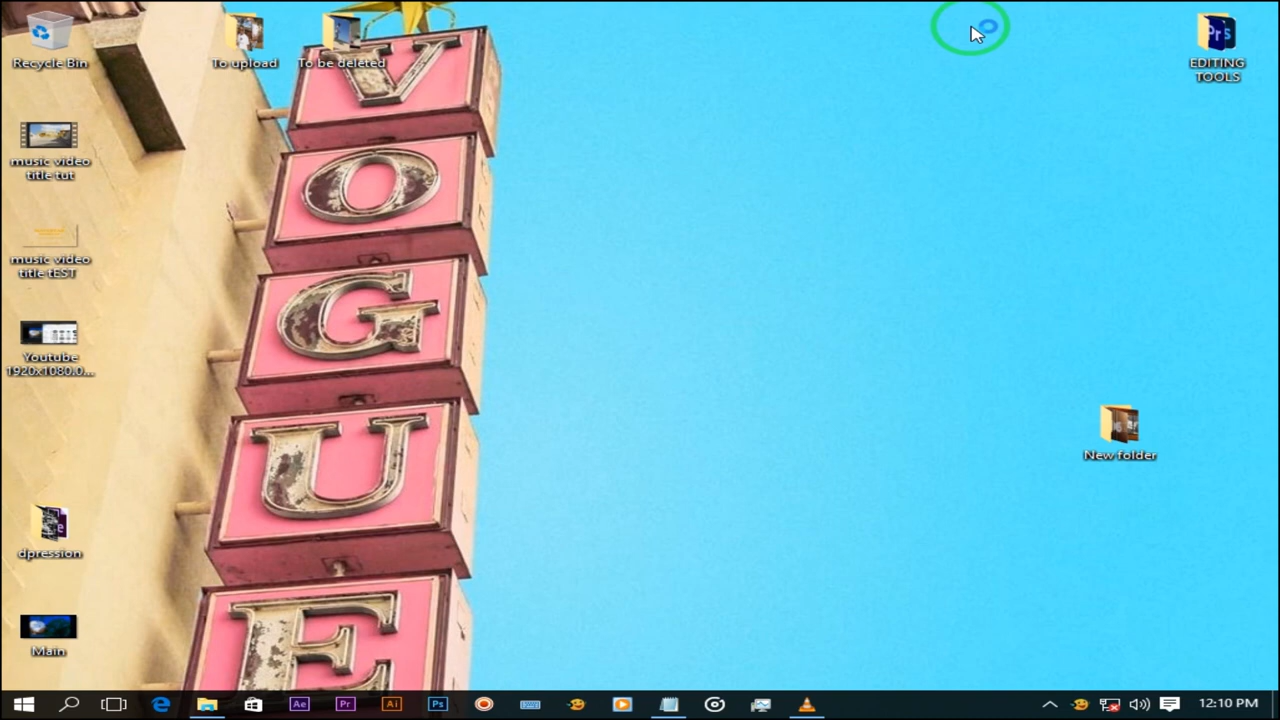 Recycle Bin
To upload
To be deleted
EDITING
TOOLS
music video
title tut
music video
title tEST
Youtube
1920x1080.0...
dpression
Main
New folder
V
O
G
U
E
Prs
e
Ae
Pr
Ai
Ps
12:10 PM